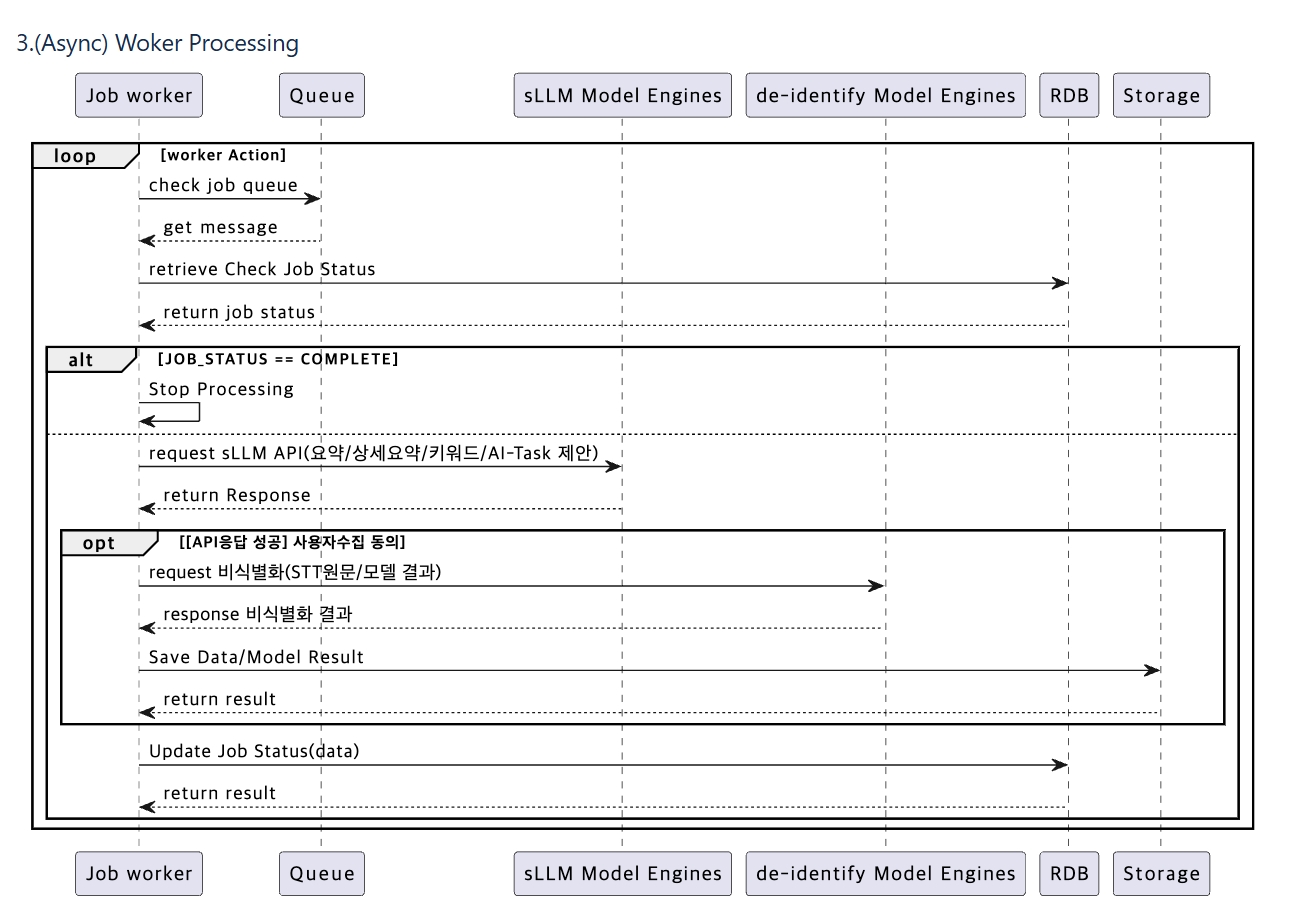 3.(Async) Woker Processing
Job worker Queue sLLM Model Engines de-identify Model Engines RDB Storage
loop [worker Action]
check job queue
get message
retrieve Check Job Status
return job status
alt [JOB_STATUS == COMPLETE]
Stop Processing
request sLLM API(요약/상세요약/키워드/AI-Task 제안)
return Response
opt [[API응답 성공] 사용자수집 동의]
request 비식별화(STT원문/모델 결과)
response 비식별화 결과
Save Data/Model Result
return result
Update Job Status(data)
return result
Job worker Queue sLLM Model Engines de-identify Model Engines RDB Storage